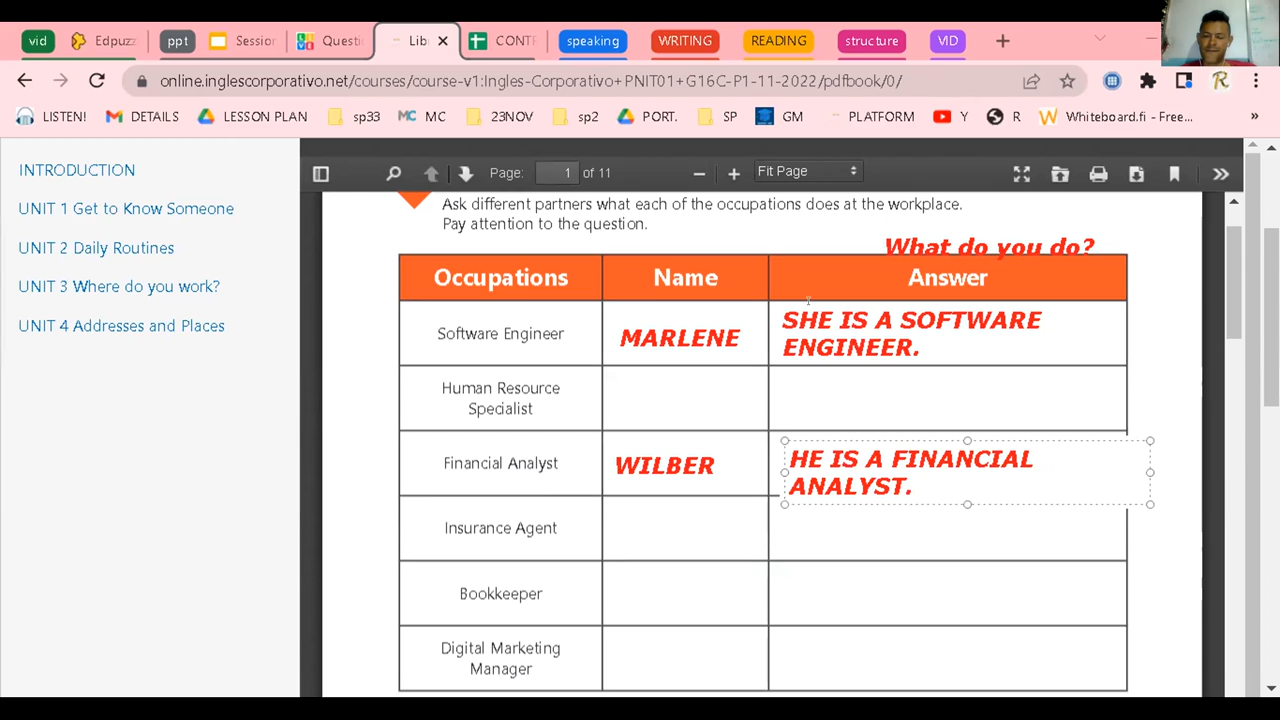 vid Edpuzz ppt Sessior Questi Lib CONT speaking WRITING READING structure VID
online.inglescorporativo.net/courses/course-v1:Ingles-Corporativo+PNIT01+G16C-P1-11-2022/pdfbook/0/
LISTEN! DETAILS LESSON PLAN sp33 MC MC 23NOV sp2 PORT. SP GM PLATFORM Y R Whiteboard.fi - Free...
INTRODUCTION
UNIT 1 Get to Know Someone
UNIT 2 Daily Routines
UNIT 3 Where do you work?
UNIT 4 Addresses and Places
Page: 1 of 11 Fit Page
Ask different partners what each of the occupations does at the workplace.
Pay attention to the question.
What do you do?
Occupations Name Answer
Software Engineer MARLENE SHE IS A SOFTWARE
ENGINEER.
Human Resource
Specialist
Financial Analyst WILBER HE IS A FINANCIAL
ANALYST.
Insurance Agent
Bookkeeper
Digital Marketing
Manager